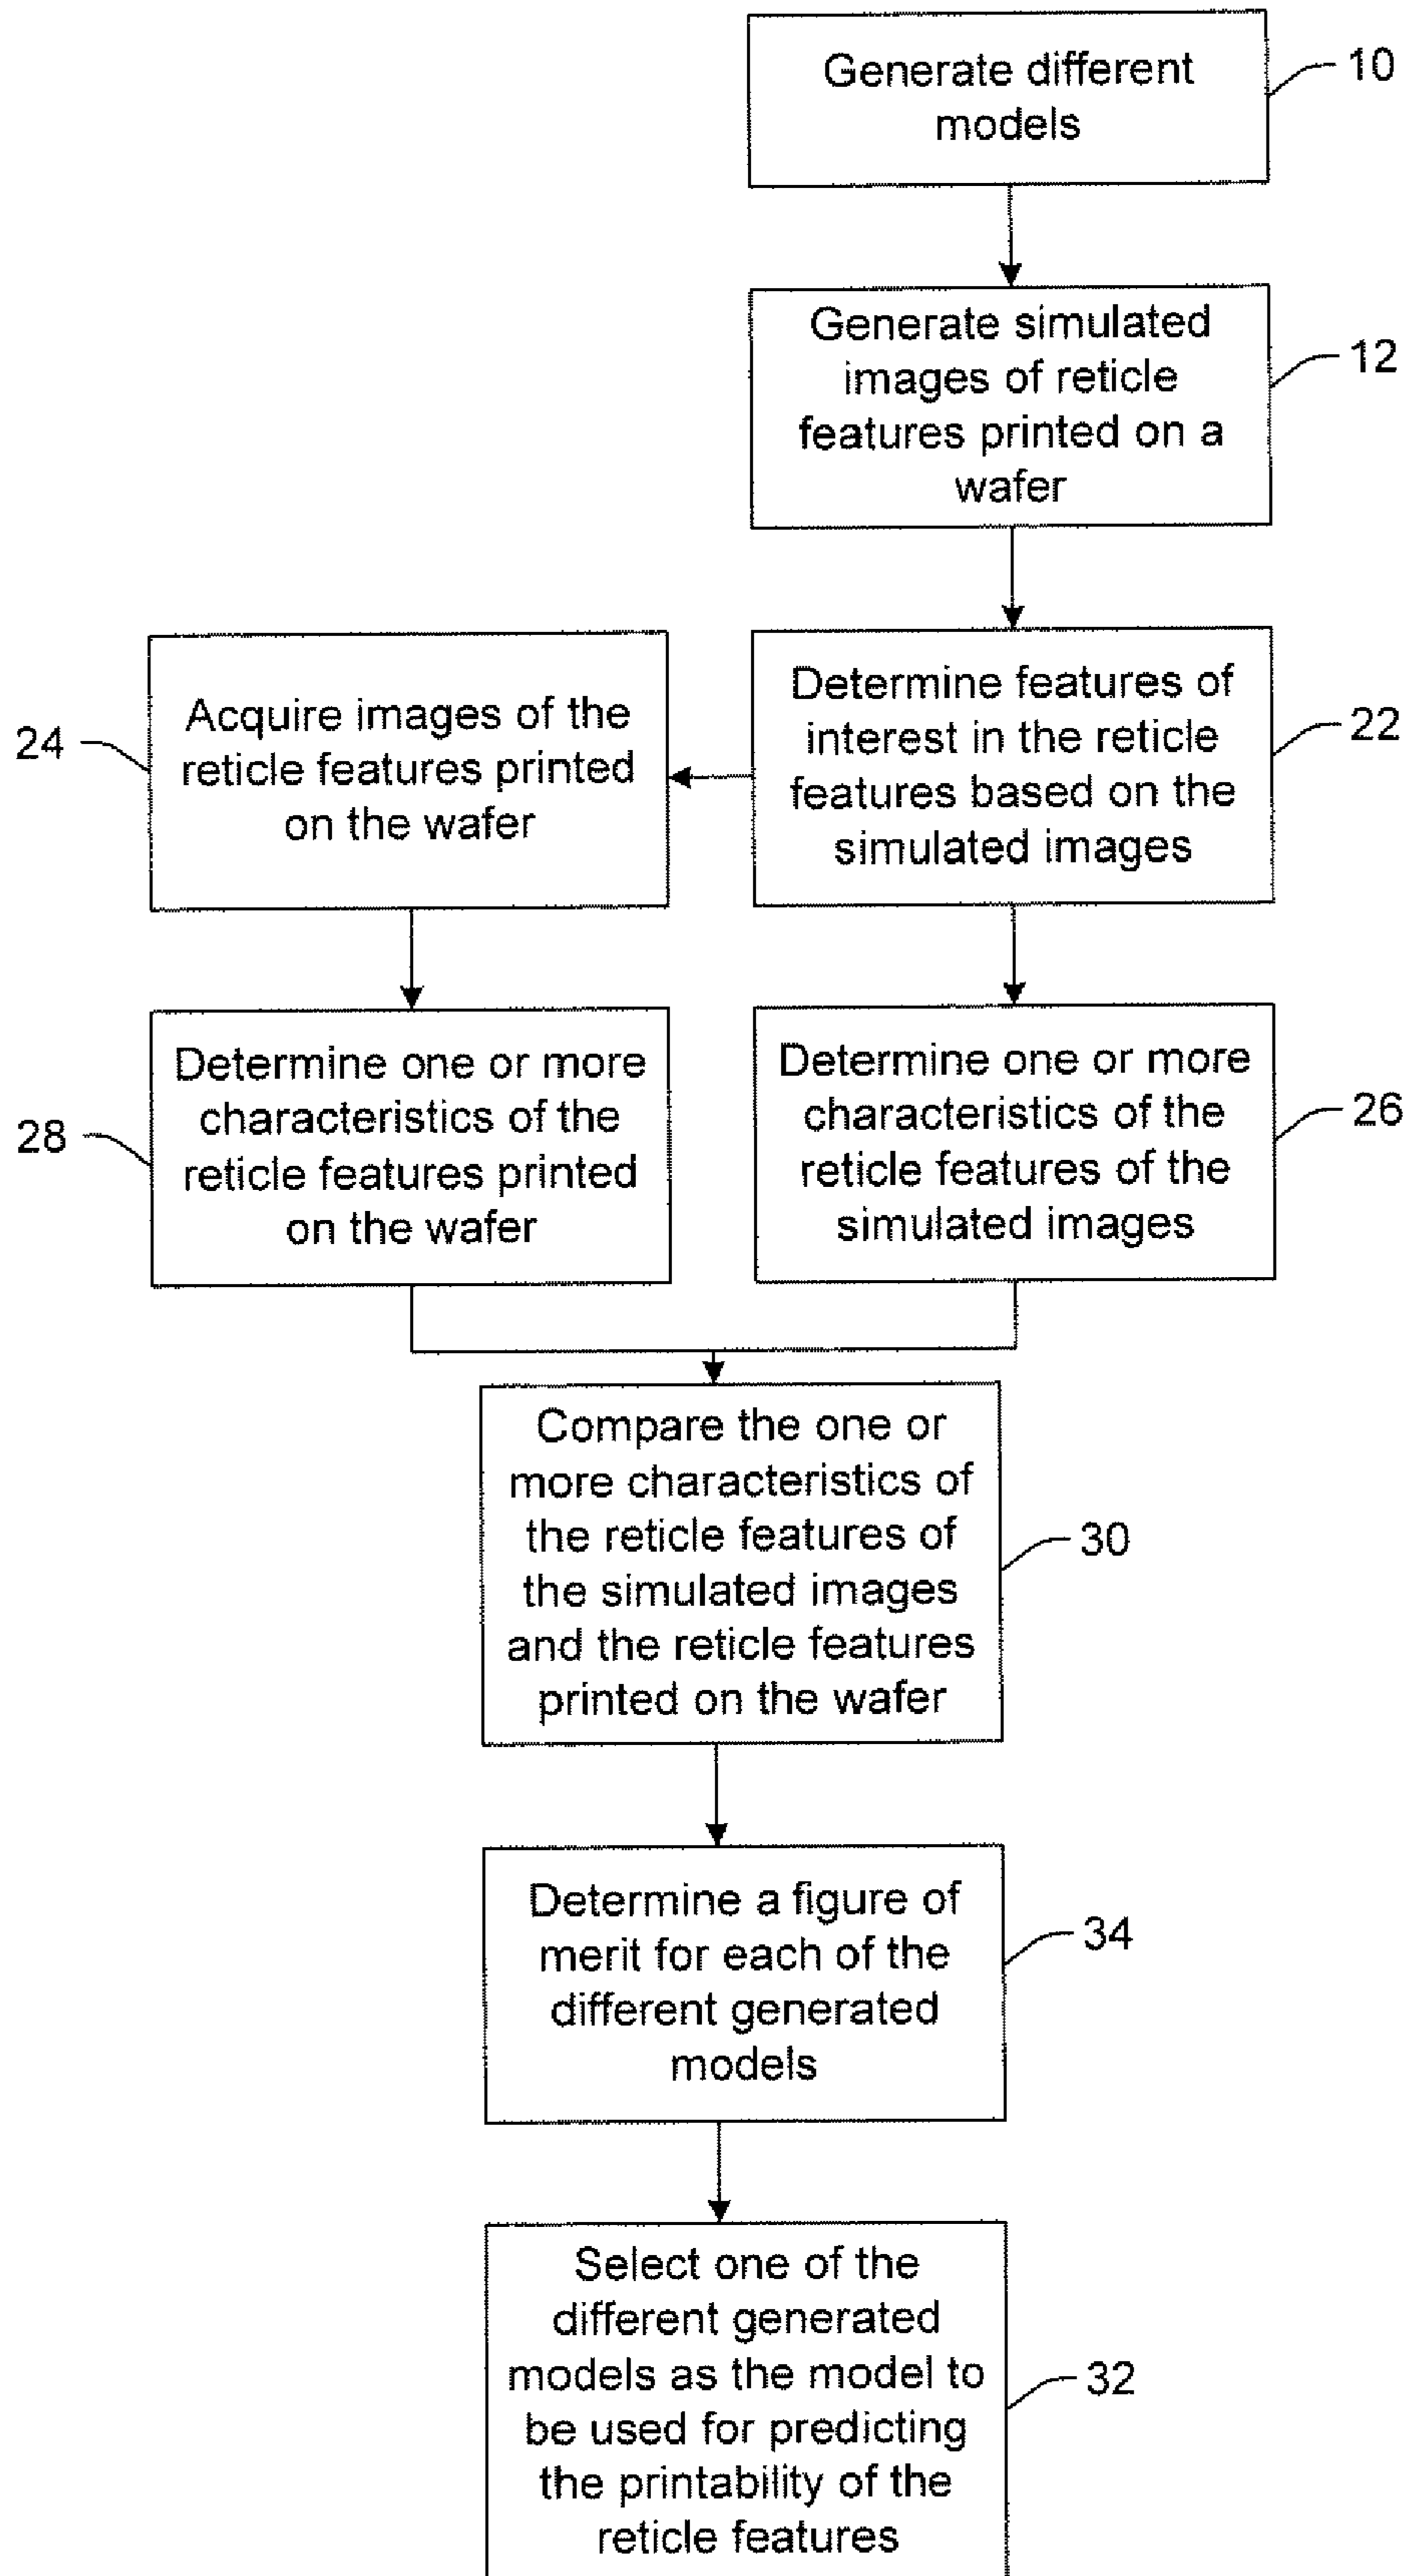 Generate different
models
10
Generate simulated
images of reticle
features printed on a
wafer
12
Determine features of
interest in the reticle
features based on the
simulated images
22
24
Acquire images of the
reticle features printed
on the wafer
28
Determine one or more
characteristics of the
reticle features printed
on the wafer
Determine one or more
characteristics of the
reticle features of the
simulated images
26
Compare the one or
more characteristics of
the reticle features of
the simulated images
and the reticle features
printed on the wafer
30
Determine a figure of
merit for each of the
different generated
models
34
Select one of the
different generated
models as the model to
be used for predicting
the printability of the
reticle features
32